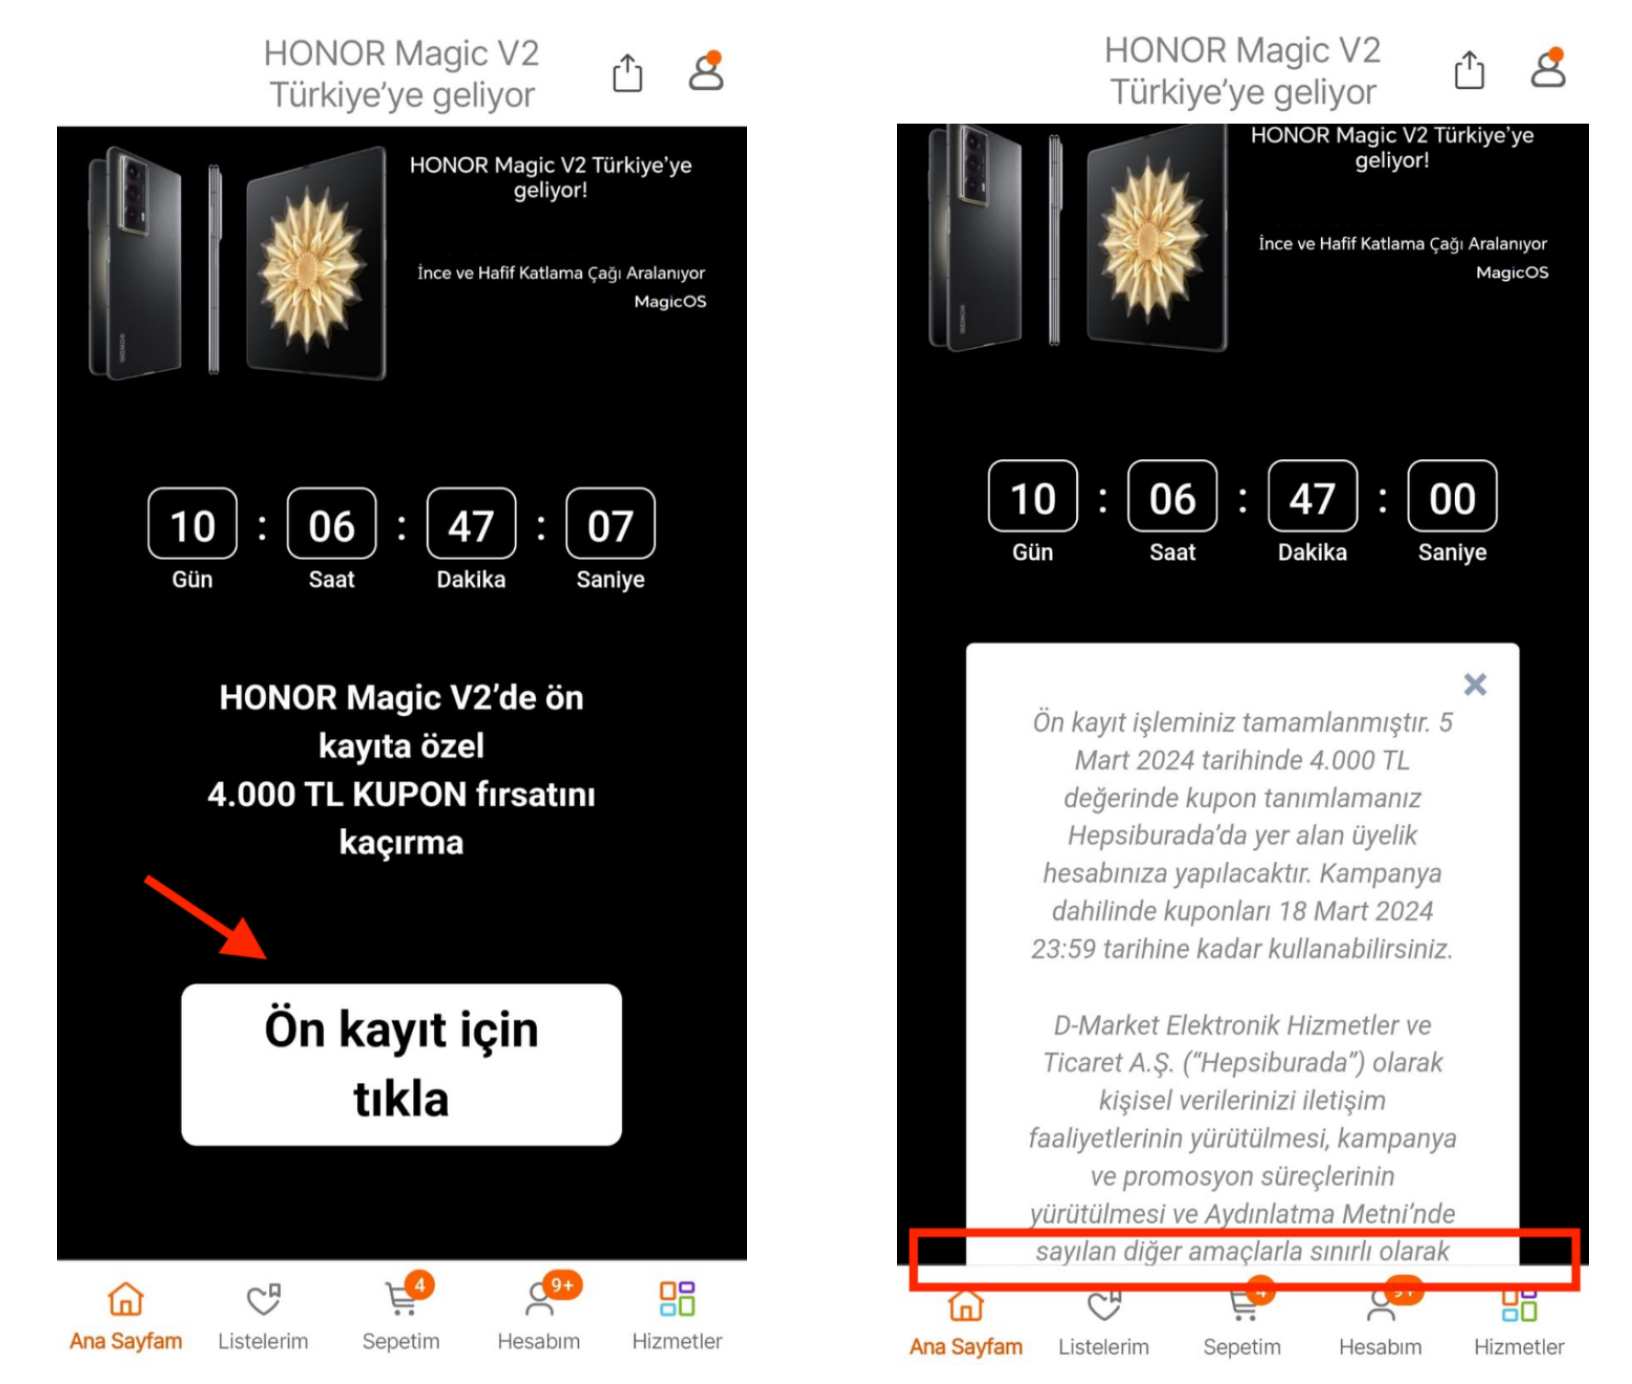 HONOR Magic V2
Türkiye'ye geliyor
HONOR Magic V2 Türkiye'ye
geliyor!
İnce ve Hafif Katlama Çağı Aralanıyor
MagicOS
HONOR
10 : 06 : 47 : 07
Gün Saat Dakika Saniye
HONOR Magic V2'de ön
kayıta özel
4.000 TL KUPON fırsatını
kaçırma
Ön kayıt için
tıkla
4 9+
Ana Sayfam Listelerim Sepetim Hesabım Hizmetler
HONOR Magic V2
Türkiye'ye geliyor
HONOR Magic V2 Türkiye'ye
geliyor!
İnce ve Hafif Katlama Çağı Aralanıyor
MagicOS
HONOR
10 : 06 : 47 : 00
Gün Saat Dakika Saniye
Ön kayıt işleminiz tamamlanmıştır. 5
Mart 2024 tarihinde 4.000 TL
değerinde kupon tanımlamanız
Hepsiburada'da yer alan üyelik
hesabınıza yapılacaktır. Kampanya
dahilinde kuponları 18 Mart 2024
23:59 tarihine kadar kullanabilirsiniz.
D-Market Elektronik Hizmetler ve
Ticaret A.Ş. ("Hepsiburada") olarak
kişisel verilerinizi iletişim
faaliyetlerinin yürütülmesi, kampanya
ve promosyon süreçlerinin
yürütülmesi ve Aydınlatma Metni'nde
sayılan diğer amaçlarla sınırlı olarak
4 9+
Ana Sayfam Listelerim Sepetim Hesabım Hizmetler